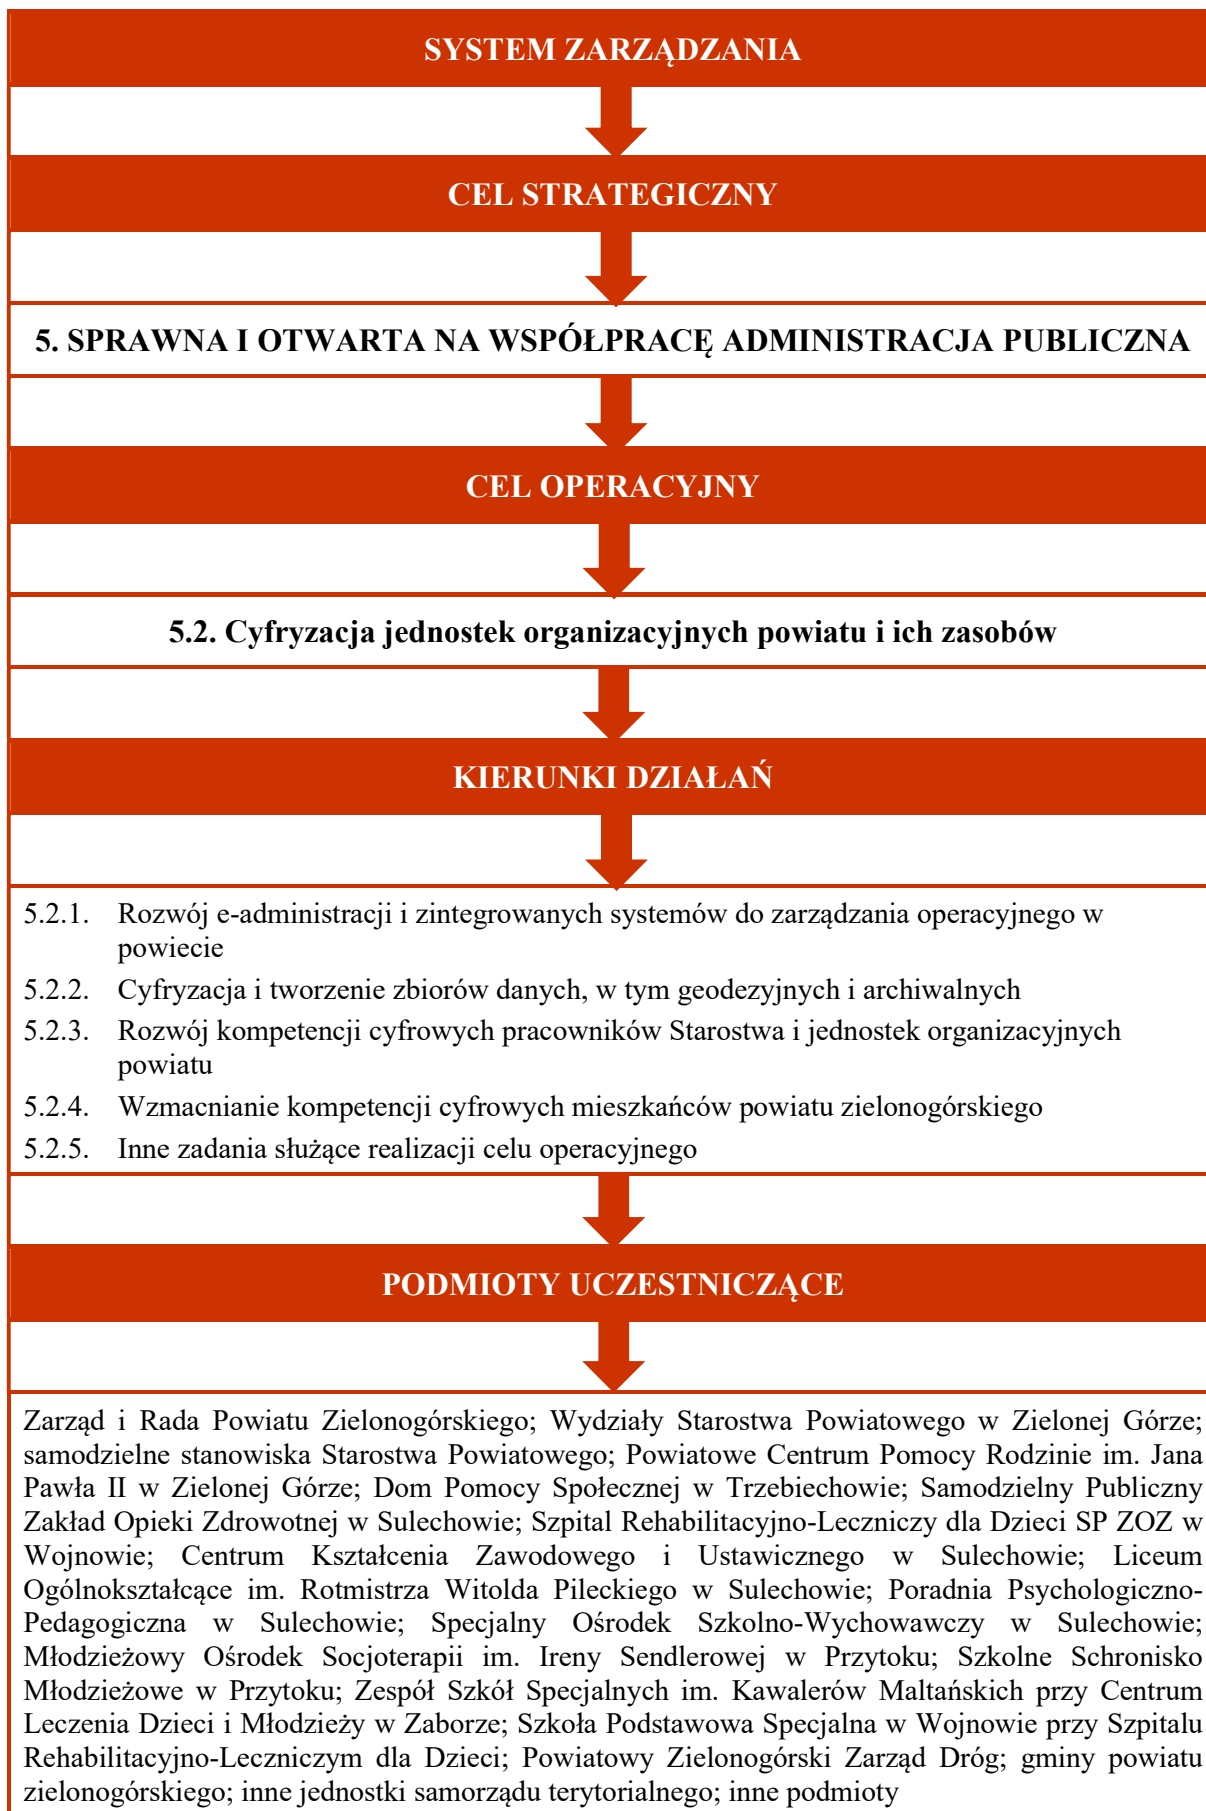 SYSTEM ZARZĄDZANIA
CEL STRATEGICZNY
5. SPRAWNA I OTWARTA NA WSPÓŁPRACĘ ADMINISTRACJA PUBLICZNA
CEL OPERACYJNY
5.2. Cyfryzacja jednostek organizacyjnych powiatu i ich zasobów
KIERUNKI DZIAŁAŃ
5.2.1. Rozwój e-administracji i zintegrowanych systemów do zarządzania operacyjnego w
powiecie
5.2.2. Cyfryzacja i tworzenie zbiorów danych, w tym geodezyjnych i archiwalnych
5.2.3. Rozwój kompetencji cyfrowych pracowników Starostwa i jednostek organizacyjnych
powiatu
5.2.4. Wzmacnianie kompetencji cyfrowych mieszkańców powiatu zielonogórskiego
5.2.5. Inne zadania służące realizacji celu operacyjnego
PODMIOTY UCZESTNICZĄCE
Zarząd i Rada Powiatu Zielonogórskiego; Wydziały Starostwa Powiatowego w Zielonej Górze;
samodzielne stanowiska Starostwa Powiatowego; Powiatowe Centrum Pomocy Rodzinie im. Jana
Pawła II w Zielonej Górze; Dom Pomocy Społecznej w Trzebiechowie; Samodzielny Publiczny
Zakład Opieki Zdrowotnej w Sulechowie; Szpital Rehabilitacyjno-Leczniczy dla Dzieci SP ZOZ w
Wojnowie; Centrum Kształcenia Zawodowego i Ustawicznego w Sulechowie; Liceum
Ogólnokształcące im. Rotmistrza Witolda Pileckiego w Sulechowie; Poradnia Psychologiczno-
Pedagogiczna w Sulechowie; Specjalny Ośrodek Szkolno-Wychowawczy w Sulechowie;
Młodzieżowy Ośrodek Socjoterapii im. Ireny Sendlerowej w Przytoku; Szkolne Schronisko
Młodzieżowe w Przytoku; Zespół Szkół Specjalnych im. Kawalerów Maltańskich przy Centrum
Leczenia Dzieci i Młodzieży w Zaborze; Szkoła Podstawowa Specjalna w Wojnowie przy Szpitalu
Rehabilitacyjno-Leczniczym dla Dzieci; Powiatowy Zielonogórski Zarząd Dróg; gminy powiatu
zielonogórskiego; inne jednostki samorządu terytorialnego; inne podmioty